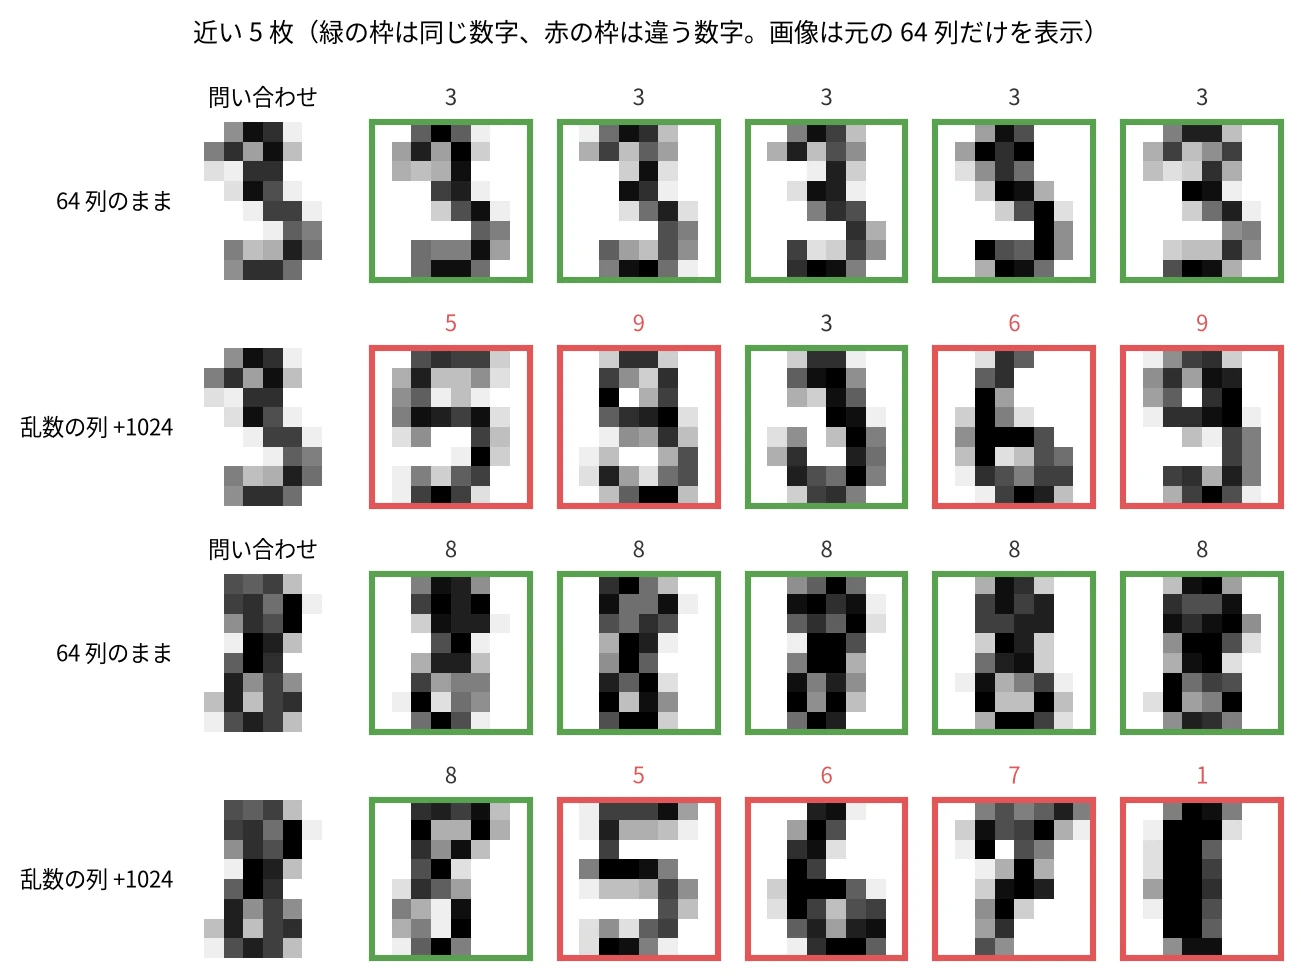 近い 5 枚（緑の枠は同じ数字、赤の枠は違う数字。画像は元の 64 列だけを表示）
問い合わせ 3 3 3 3 3
64 列のまま
5 9 3 6 9
乱数の列 +1024
問い合わせ 8 8 8 8 8
64 列のまま
8 5 6 7 1
乱数の列 +1024